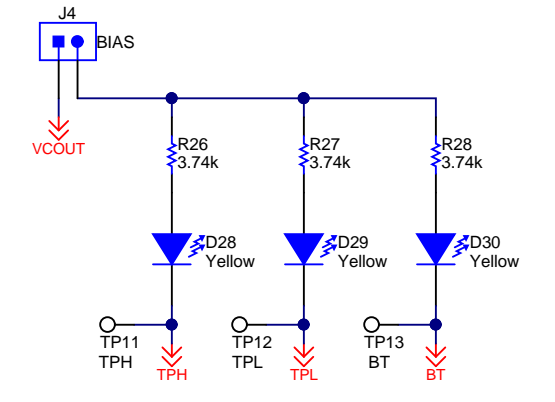 J4
BIAS
VCOUT
R26
3.74k
R27
3.74k
R28
3.74k
D28
Yellow
D29
Yellow
D30
Yellow
TP11
TPH
TPH
TP12
TPL
TPL
TP13
BT
BT